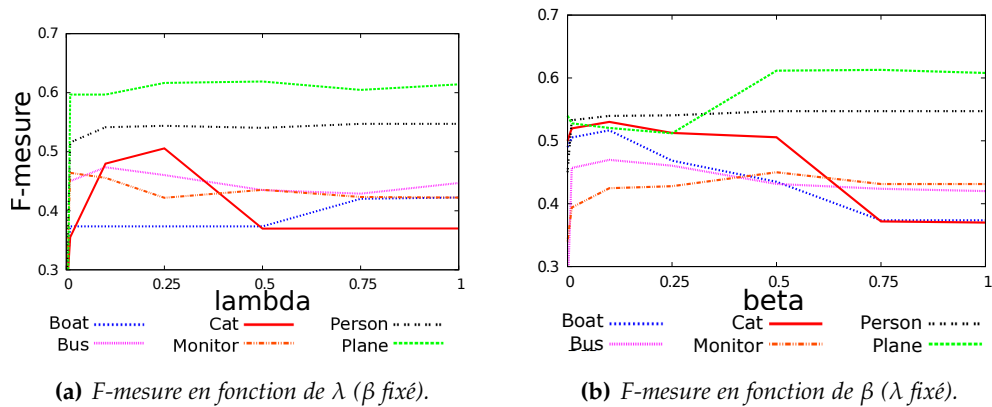 0.7
0.6
0.5
0.4
0.3
F-mesure
0 0.25 0.5 0.75 1
lambda
Boat Cat Person
Bus Monitor Plane
(a) F-mesure en fonction de λ (β fixé).
0.7
0.6
0.5
0.4
0.3
F-mesure
0 0.25 0.5 0.75 1
beta
Boat Cat Person
Bus Monitor Plane
(b) F-mesure en fonction de β (λ fixé).